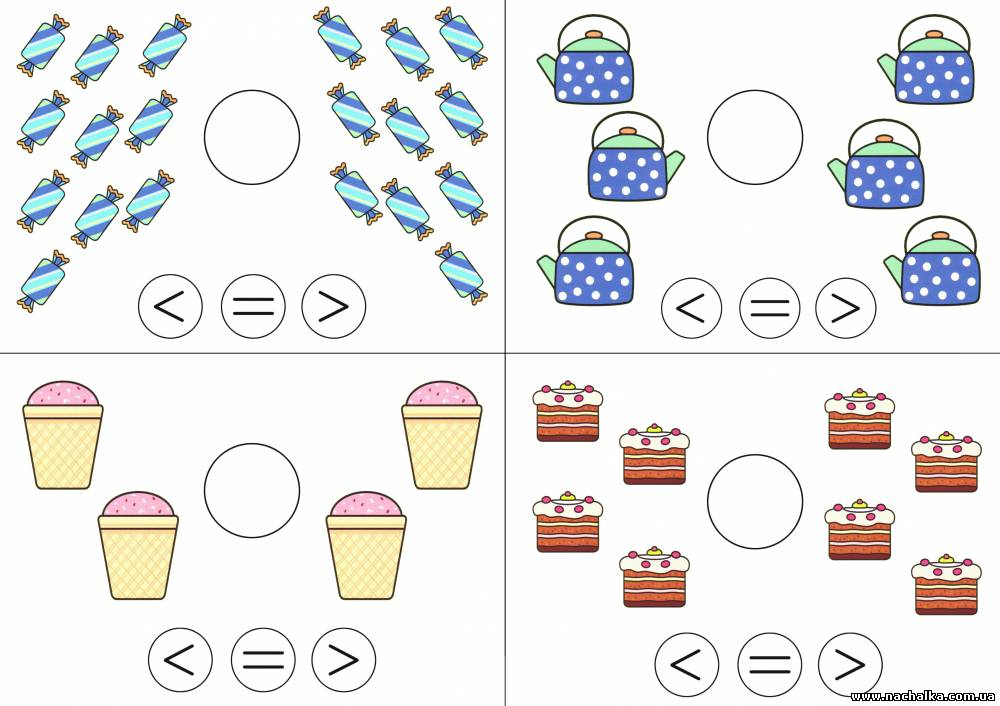 < = >
< = >
< = >
< = >
www.nachalka.com.ua